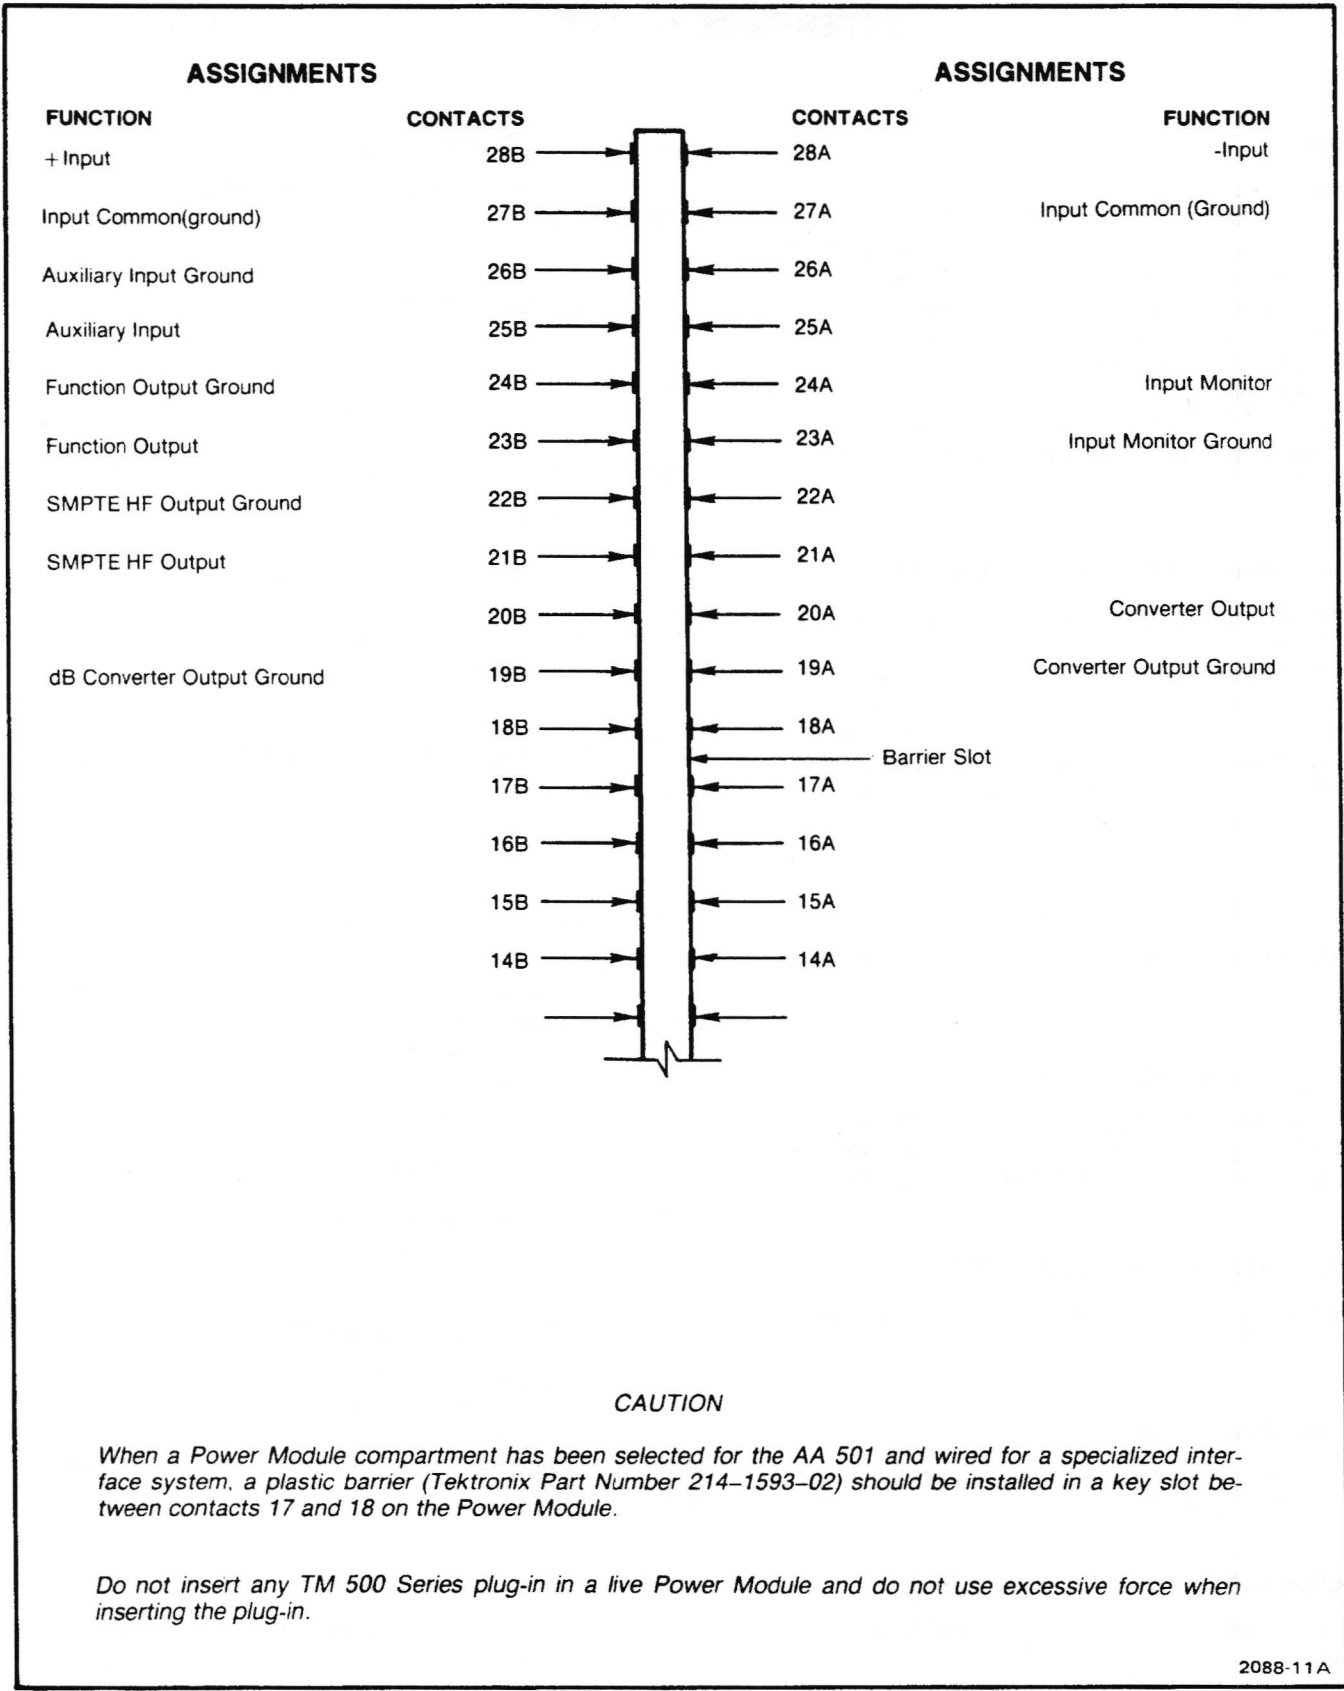 ASSIGNMENTS ASSIGNMENTS
FUNCTION CONTACTS CONTACTS FUNCTION
+ Input 28B 28A -Input
Input Common(ground) 27B 27A Input Common (Ground)
Auxiliary Input Ground 26B 26A
Auxiliary Input 25B 25A
Function Output Ground 24B 24A Input Monitor
Function Output 23B 23A Input Monitor Ground
SMPTE HF Output Ground 22B 22A
SMPTE HF Output 21B 21A
20B 20A Converter Output
dB Converter Output Ground 19B 19A Converter Output Ground
18B 18A
Barrier Slot
17B 17A
16B 16A
15B 15A
14B 14A
CAUTION
When a Power Module compartment has been selected for the AA 501 and wired for a specialized inter-
face system, a plastic barrier (Tektronix Part Number 214–1593–02) should be installed in a key slot be-
tween contacts 17 and 18 on the Power Module.
Do not insert any TM 500 Series plug-in in a live Power Module and do not use excessive force when
inserting the plug-in.
2088-11A